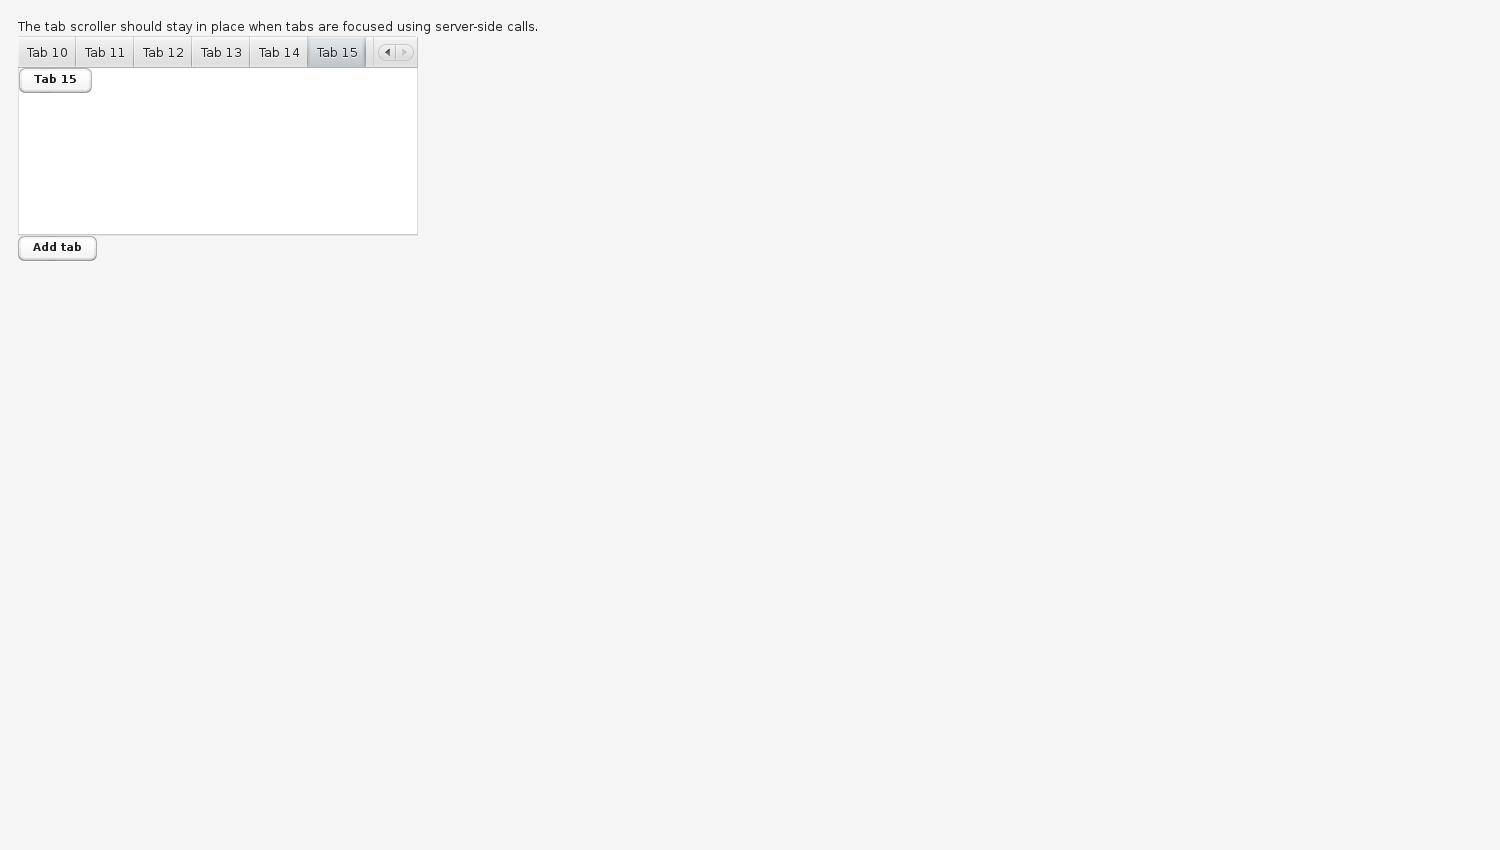 The tab scroller should stay in place when tabs are focused using server-side calls.
Tab 10 Tab 11 Tab 12 Tab 13 Tab 14 Tab 15
Tab 15
Add tab